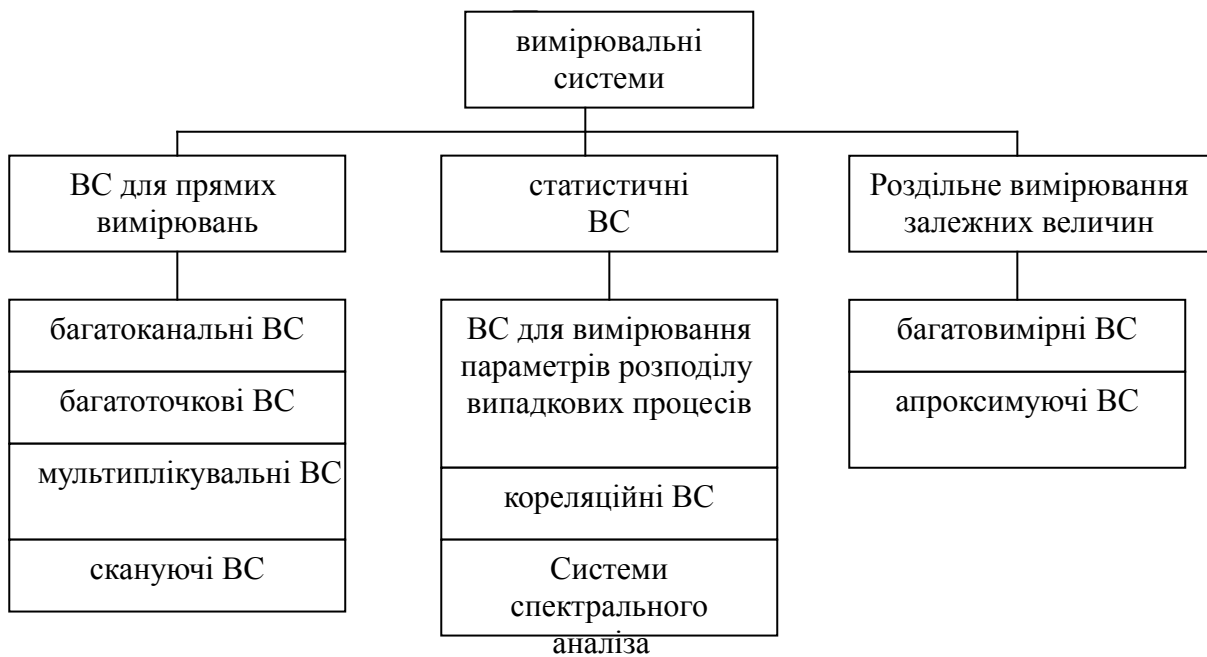 вимірювальні
системи
ВС для прямих
вимірювань
статистичні
ВС
Роздільне вимірювання
залежних величин
багатоканальні ВС
багатоточкові ВС
мультиплікувальні ВС
скануючі ВС
ВС для вимірювання
параметрів розподілу
випадкових процесів
кореляційні ВС
Системи
спектрального
аналіза
багатовимірні ВС
апроксимуючі ВС